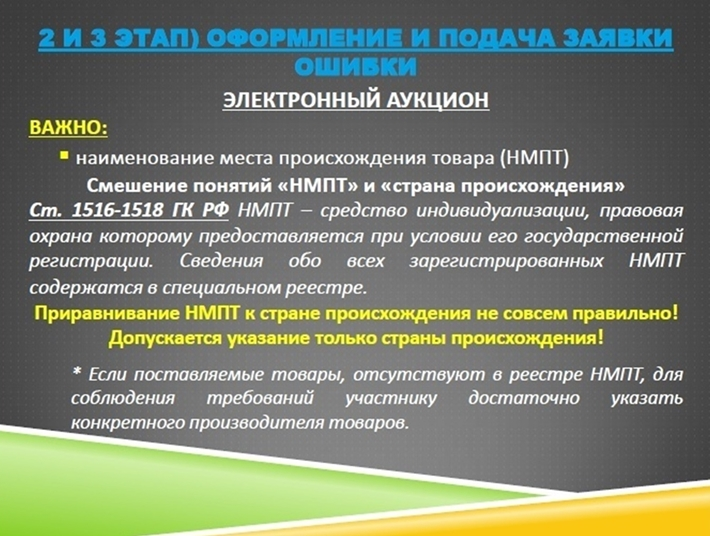 2 И 3 ЭТАП) ОФОРМЛЕНИЕ И ПОДАЧА ЗАЯВКИ
ОШИБКИ
ЭЛЕКТРОННЫЙ АУКЦИОН
ВАЖНО:
▪ наименование места происхождения товара (НМПТ)
Смешение понятий «НМПТ» и «страна происхождения»
Ст. 1516-1518 ГК РФ НМПТ – средство индивидуализации, правовая
охрана которому предоставляется при условии его государственной
регистрации. Сведения обо всех зарегистрированных НМПТ
содержатся в специальном реестре.
Приравнивание НМПТ к стране происхождения не совсем правильно!
Допускается указание только страны происхождения!
* Если поставляемые товары, отсутствуют в реестре НМПТ, для
соблюдения требований участнику достаточно указать
конкретного производителя товаров.